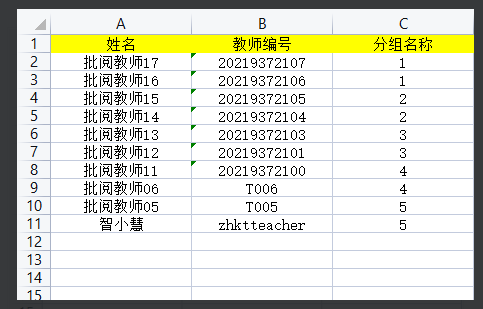 A B C
1 姓名 教师编号 分组名称
2 批阅教师17 20219372107 1
3 批阅教师16 20219372106 1
4 批阅教师15 20219372105 2
5 批阅教师14 20219372104 2
6 批阅教师13 20219372103 3
7 批阅教师12 20219372101 3
8 批阅教师11 20219372100 4
9 批阅教师06 T006 4
10 批阅教师05 T005 5
11 智小慧 zhktteacher 5
12
13
14
15